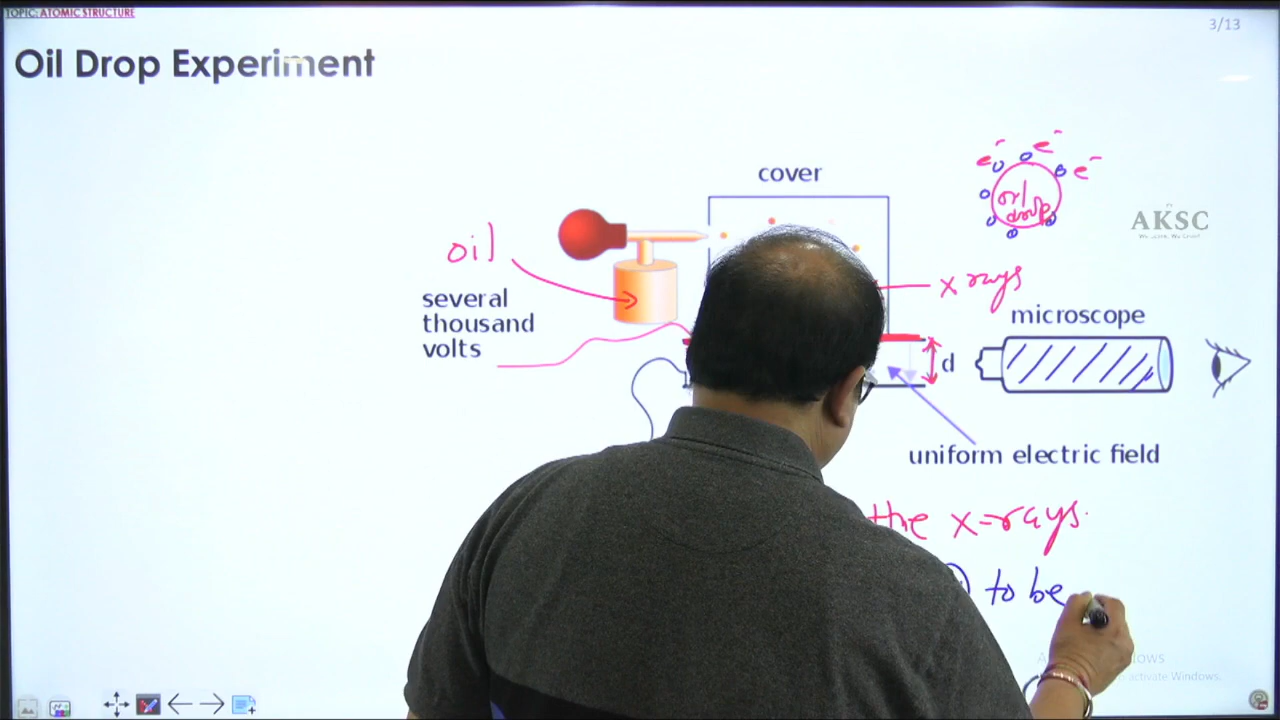 TOPIC: ATOMIC STRUCTURE
3/13
Oil Drop Experiment
e⁻ e⁻ e⁻
cover
oil drop
AKSC
oil
x rays
several
thousand
volts
microscope
d
uniform electric field
the x-rays.
to be